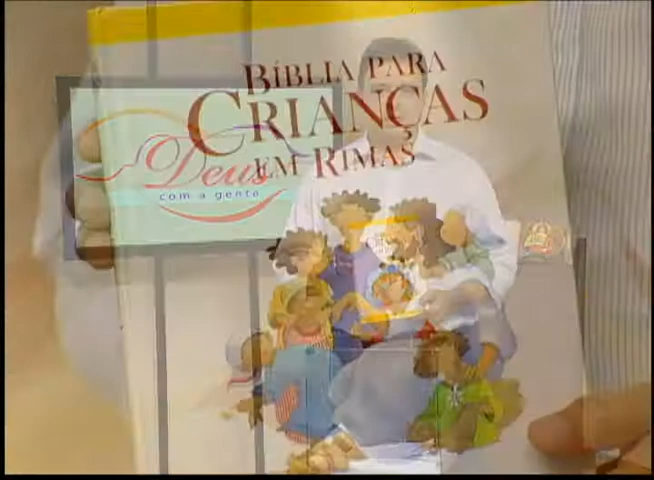 BÍBLIA PARA
CRIANÇAS
EM RIMAS
Deus
com a gente